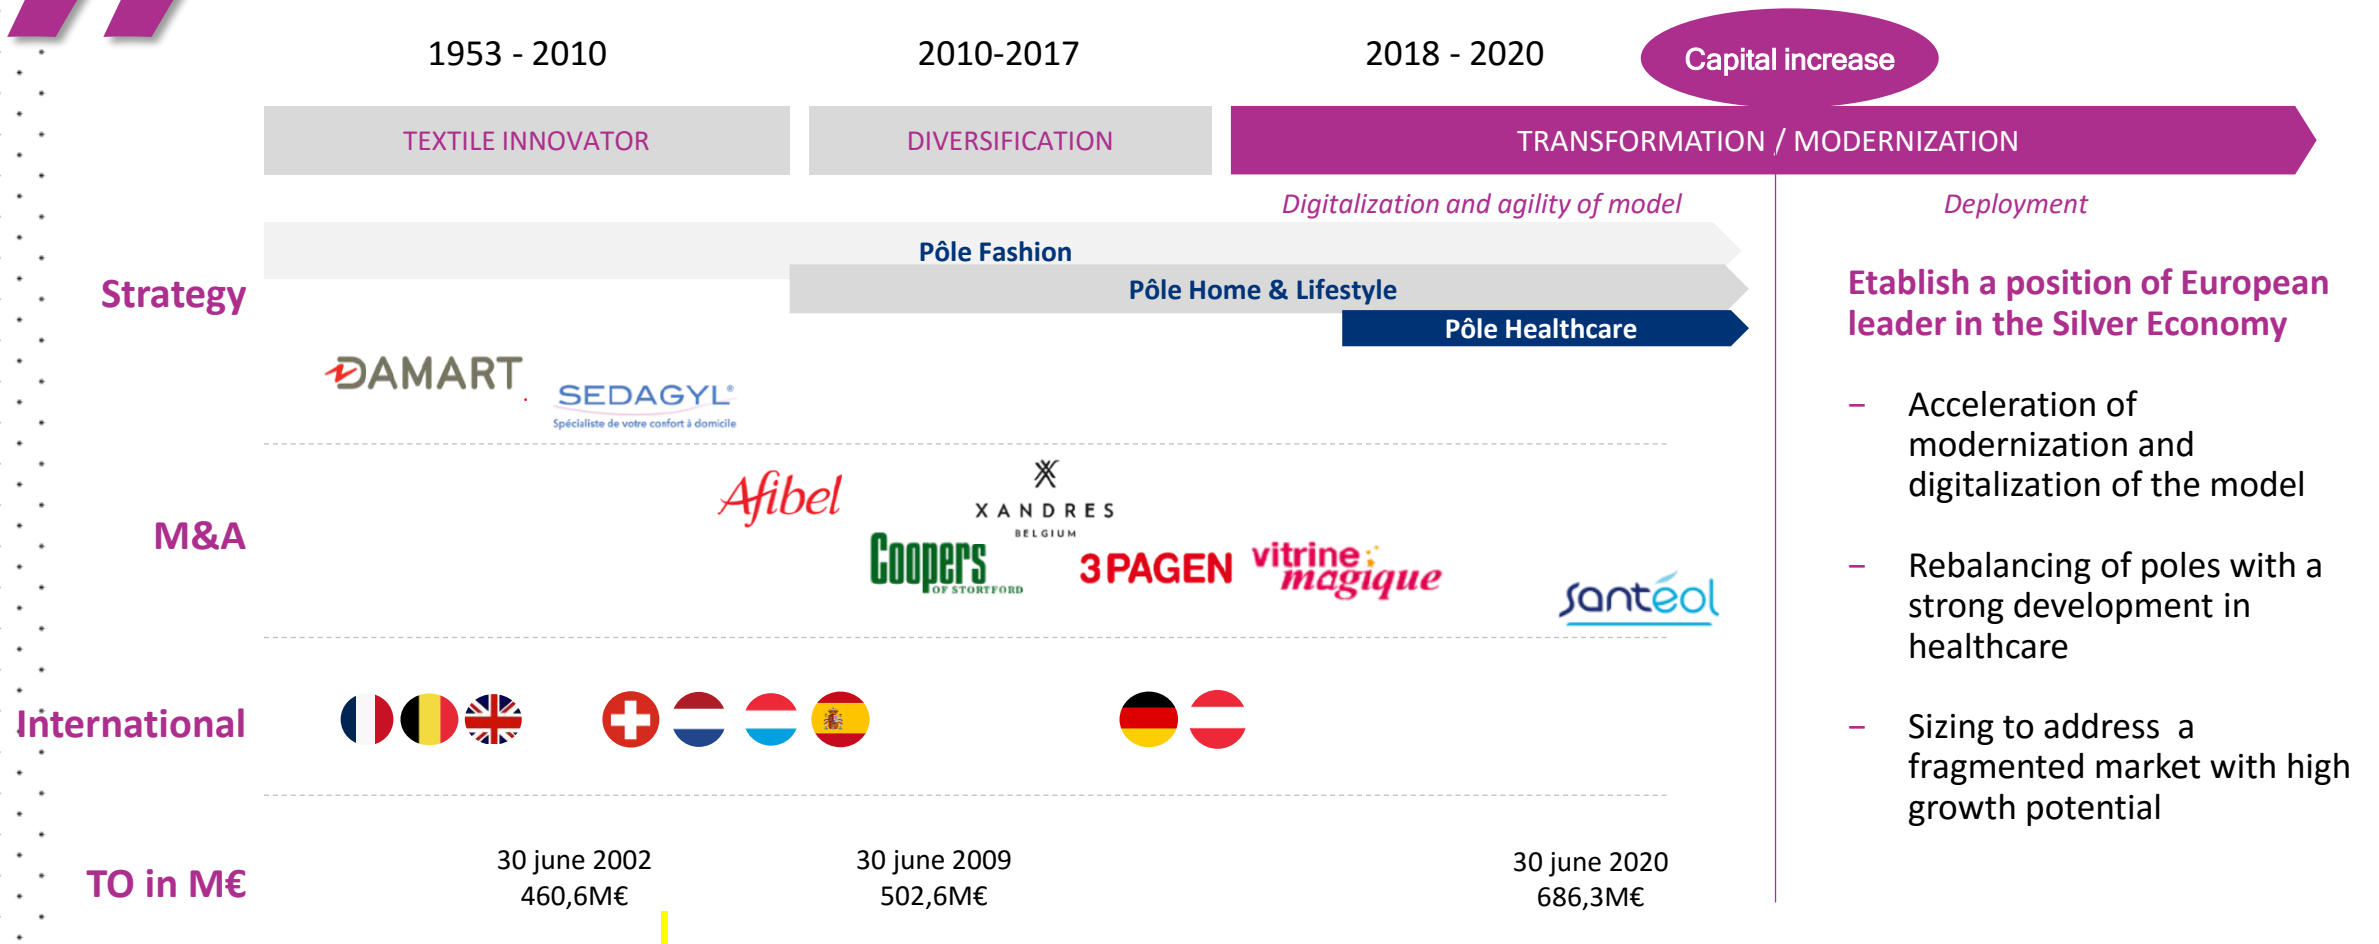 1953 - 2010
2010-2017
2018 - 2020
Capital increase
TEXTILE INNOVATOR
DIVERSIFICATION
TRANSFORMATION / MODERNIZATION
Digitalization and agility of model
Deployment
Strategy
Pôle Fashion
Pôle Home & Lifestyle
Pôle Healthcare
DAMART
SEDAGYL®
Spécialiste de votre confort à domicile
M&A
Afibel
XANDRES
BELGIUM
Coopers
OF STORTFORD
3PAGEN
vitrine
magique
santéol
International
TO in M€
30 june 2002
460,6M€
30 june 2009
502,6M€
30 june 2020
686,3M€
Etablish a position of European
leader in the Silver Economy
– Acceleration of
modernization and
digitalization of the model
– Rebalancing of poles with a
strong development in
healthcare
– Sizing to address  a
fragmented market with high
growth potential